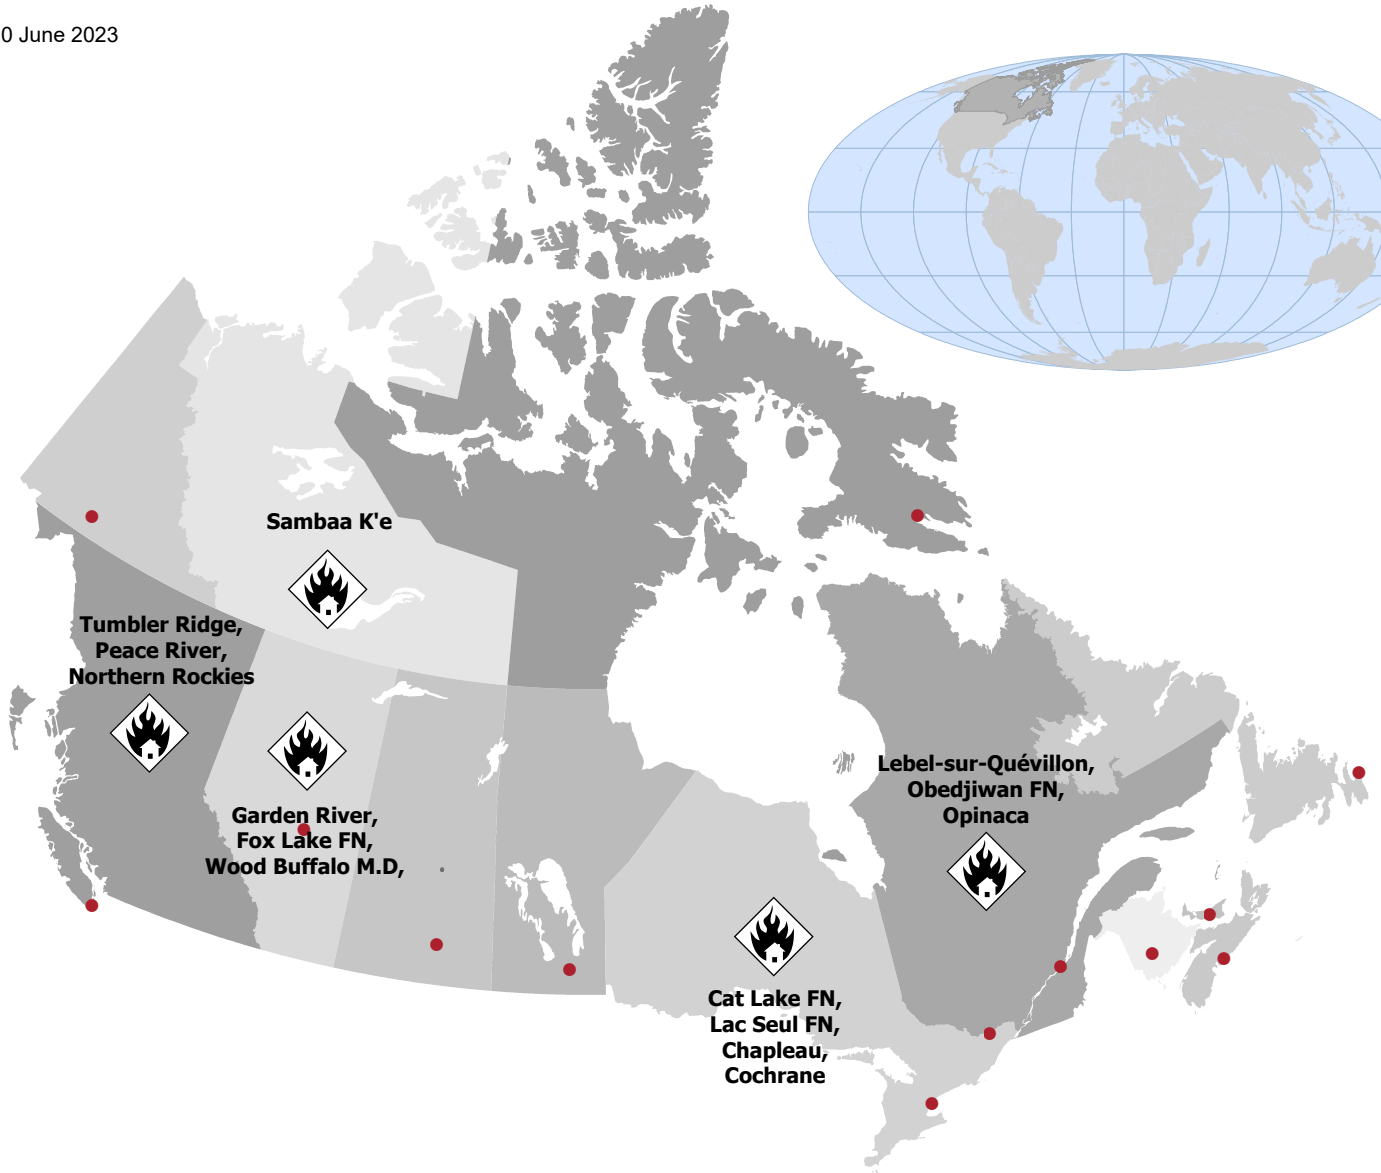 0 June 2023
Sambaa K'e
Tumbler Ridge,
Peace River,
Northern Rockies
Garden River,
Fox Lake FN,
Wood Buffalo M.D,
Lebel-sur-Quévillon,
Obedjiwan FN,
Opinaca
Cat Lake FN,
Lac Seul FN,
Chapleau,
Cochrane